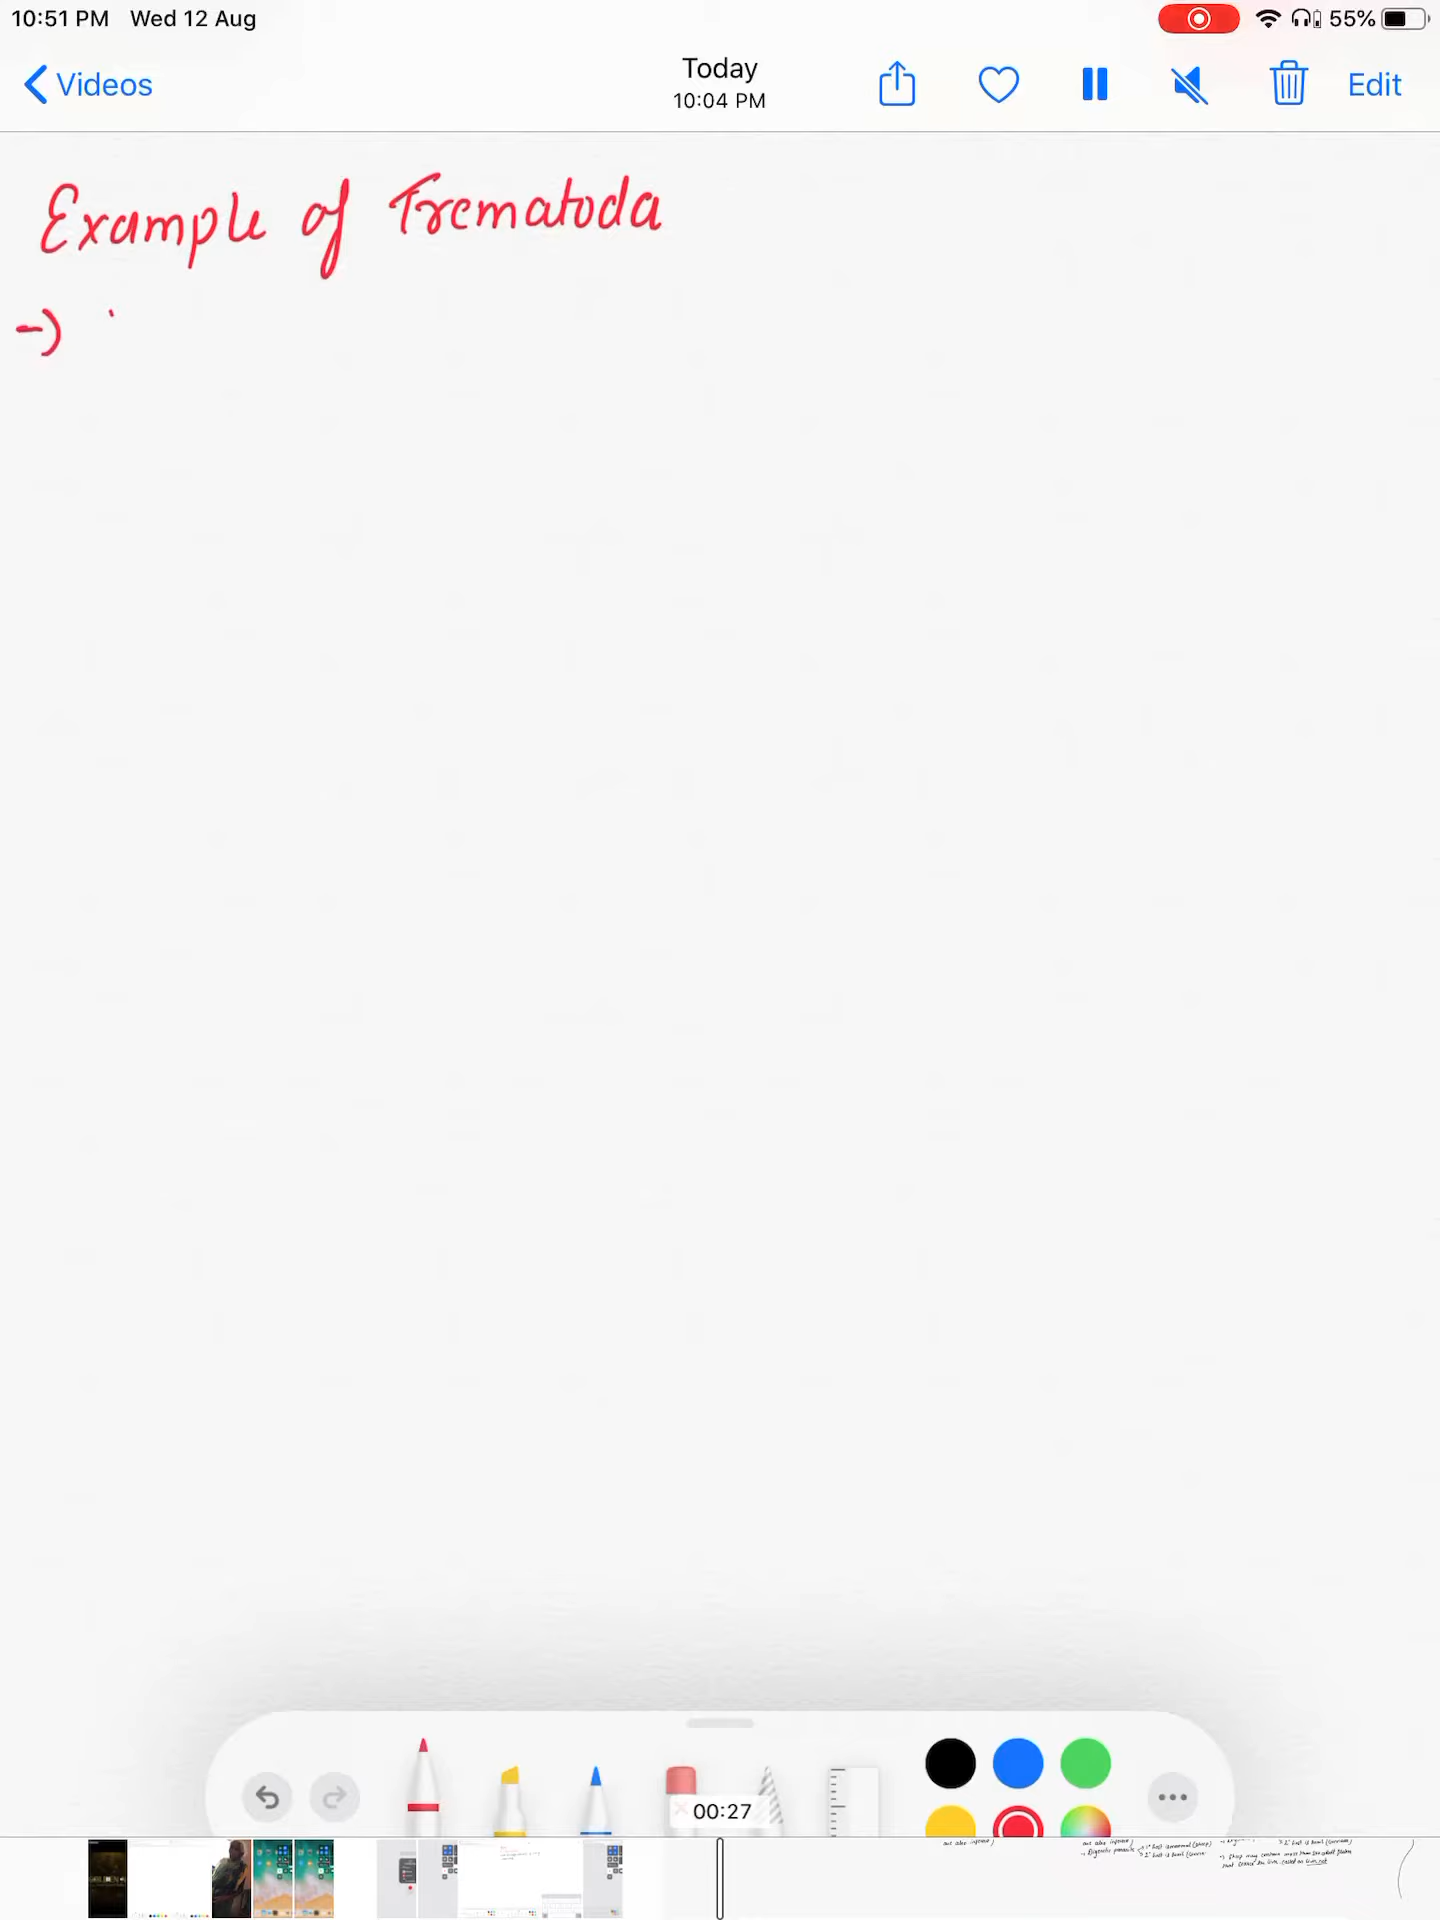 10:51 PM Wed 12 Aug
55%
Videos
Today
10:04 PM
Edit
Example of Trematoda
→
00:27